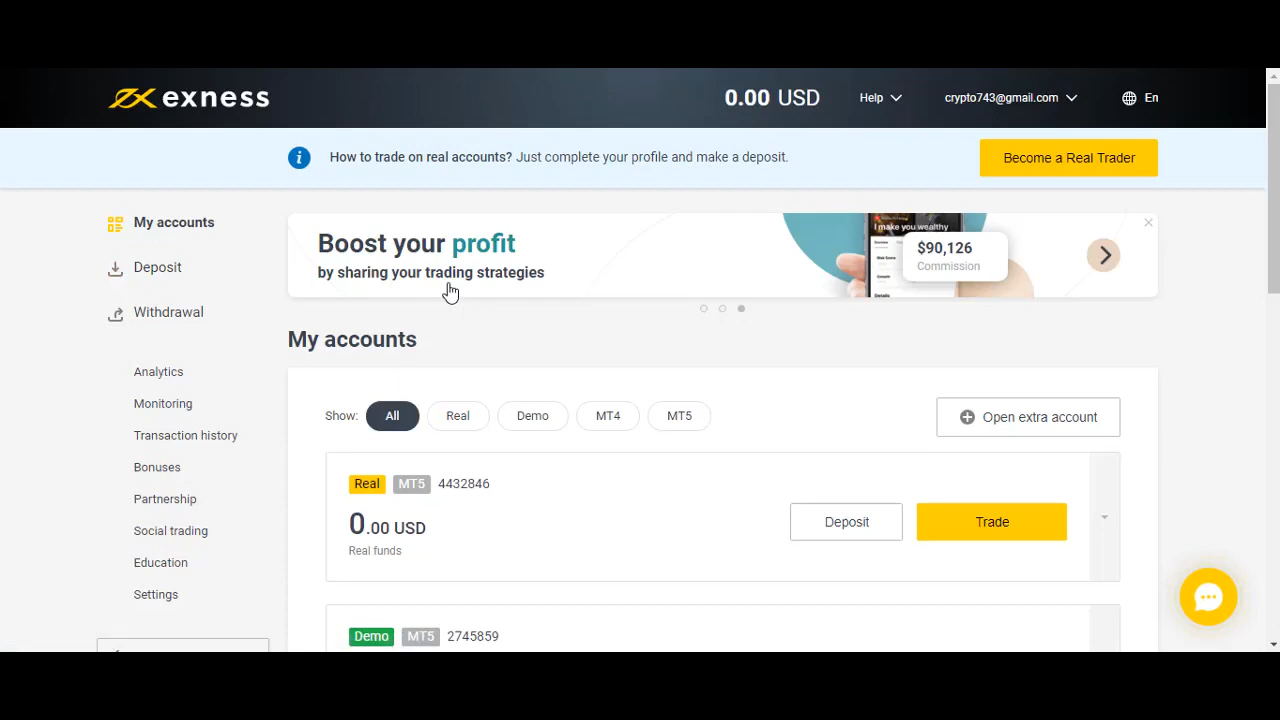 exness
0.00 USD
Help
crypto743@gmail.com
En
How to trade on real accounts? Just complete your profile and make a deposit.
Become a Real Trader
My accounts
Deposit
Withdrawal
Analytics
Monitoring
Transaction history
Bonuses
Partnership
Social trading
Education
Settings
Boost your profit
by sharing your trading strategies
I make you wealthy
$90,126
Commission
My accounts
Show:
All
Real
Demo
MT4
MT5
Open extra account
Real MT5 4432846
0.00 USD
Real funds
Deposit
Trade
Demo MT5 2745859